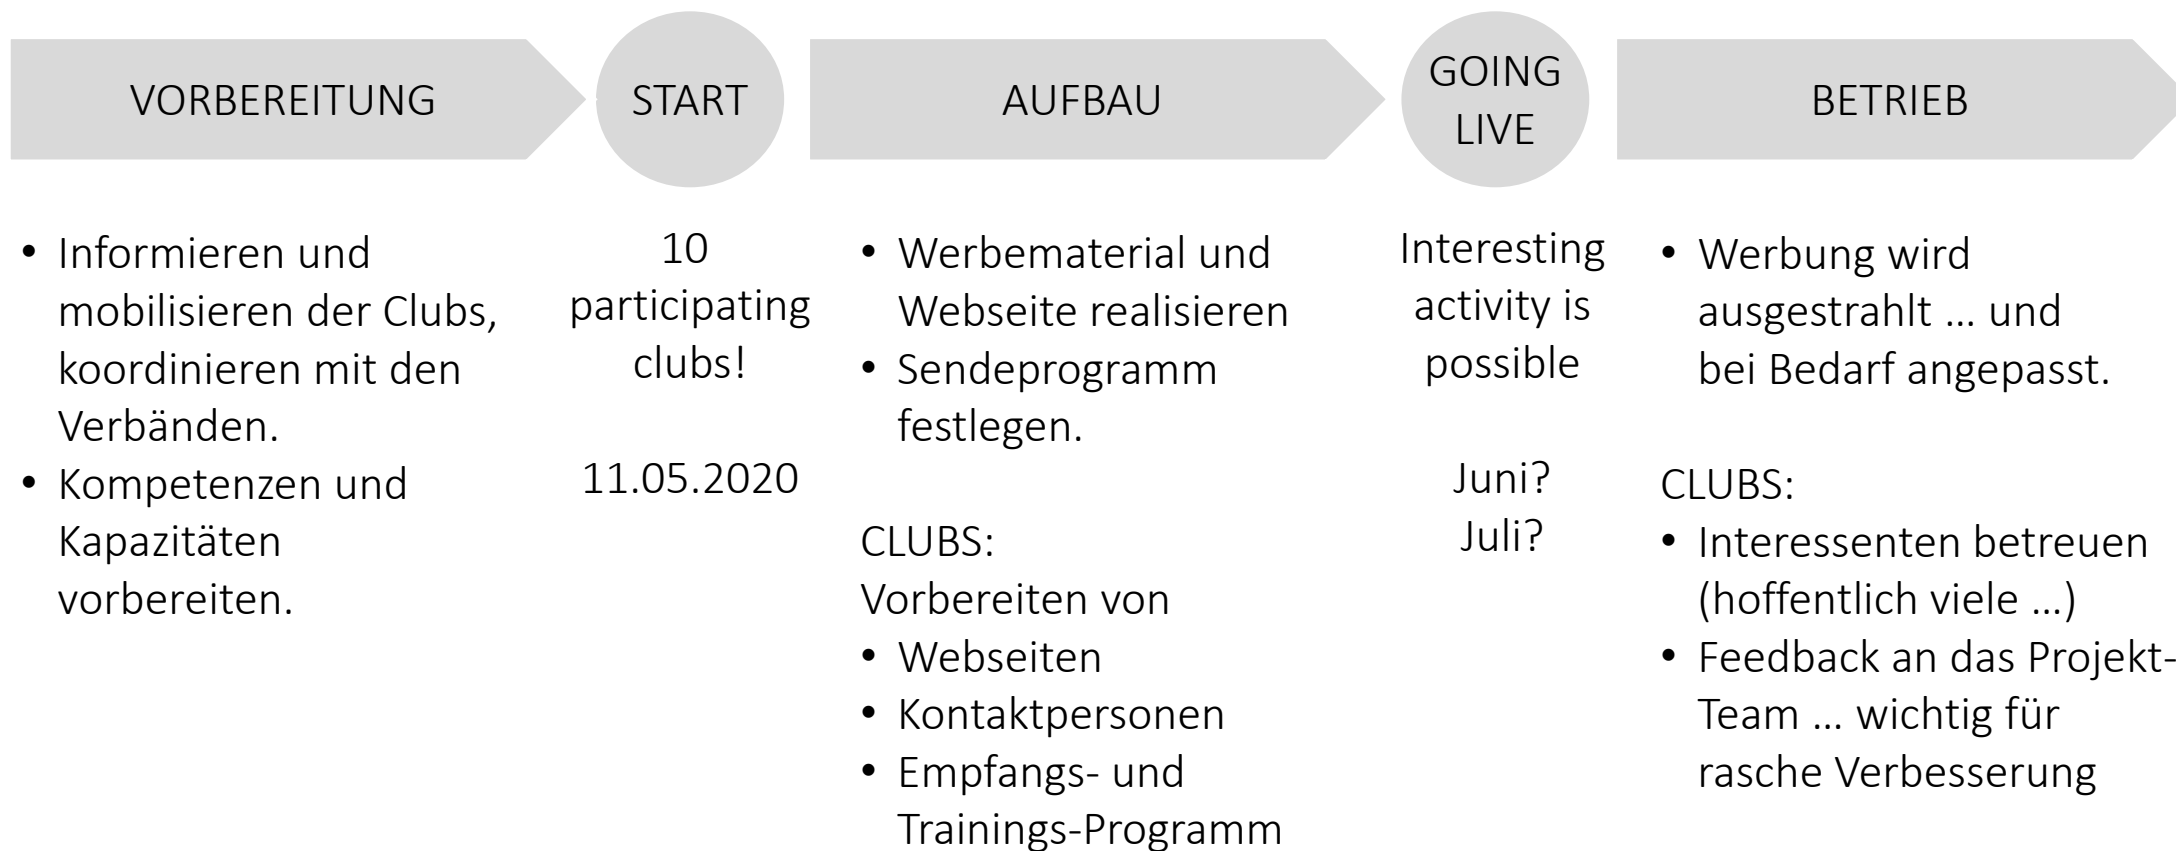 VORBEREITUNG
START
AUFBAU
GOING
LIVE
BETRIEB
• Informieren und
mobilisieren der Clubs,
koordinieren mit den
Verbänden.
• Kompetenzen und
Kapazitäten
vorbereiten.
10
participating
clubs!
11.05.2020
• Werbematerial und
Webseite realisieren
• Sendeprogramm
festlegen.
CLUBS:
Vorbereiten von
• Webseiten
• Kontaktpersonen
• Empfangs- und
Trainings-Programm
Interesting
activity is
possible
Juni?
Juli?
• Werbung wird
ausgestrahlt ... und
bei Bedarf angepasst.
CLUBS:
• Interessenten betreuen
(hoffentlich viele ...)
• Feedback an das Projekt-
Team ... wichtig für
rasche Verbesserung